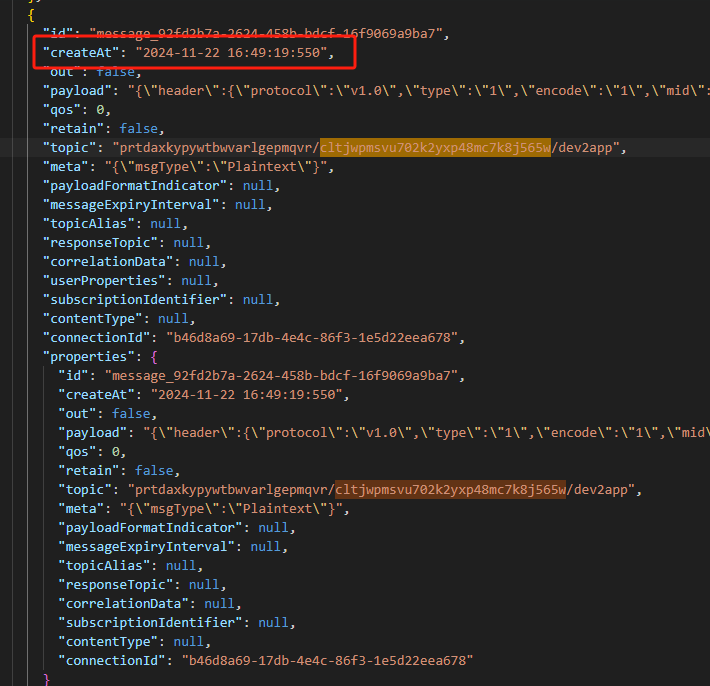 {
"id": "message_92fd2b7a-2624-458b-bdcf-16f9069a9ba7",
"createAt": "2024-11-22 16:49:19:550",
"out": false,
"payload": "{\"header\":{\"protocol\":\"v1.0\",\"type\":\"1\",\"encode\":\"1\",\"mid\":
"qos": 0,
"retain": false,
"topic": "prtdaxkypywtbwvarlgepmqvr/cltjwpmsvu702k2yxp48mc7k8j565w/dev2app",
"meta": "{\"msgType\":\"Plaintext\"}",
"payloadFormatIndicator": null,
"messageExpiryInterval": null,
"topicAlias": null,
"responseTopic": null,
"correlationData": null,
"userProperties": null,
"subscriptionIdentifier": null,
"contentType": null,
"connectionId": "b46d8a69-17db-4e4c-86f3-1e5d22eea678",
"properties": {
"id": "message_92fd2b7a-2624-458b-bdcf-16f9069a9ba7",
"createAt": "2024-11-22 16:49:19:550",
"out": false,
"payload": "{\"header\":{\"protocol\":\"v1.0\",\"type\":\"1\",\"encode\":\"1\",\"mid
"qos": 0,
"retain": false,
"topic": "prtdaxkypywtbwvarlgepmqvr/cltjwpmsvu702k2yxp48mc7k8j565w/dev2app",
"meta": "{\"msgType\":\"Plaintext\"}",
"payloadFormatIndicator": null,
"messageExpiryInterval": null,
"topicAlias": null,
"responseTopic": null,
"correlationData": null,
"subscriptionIdentifier": null,
"contentType": null,
"connectionId": "b46d8a69-17db-4e4c-86f3-1e5d22eea678"
}